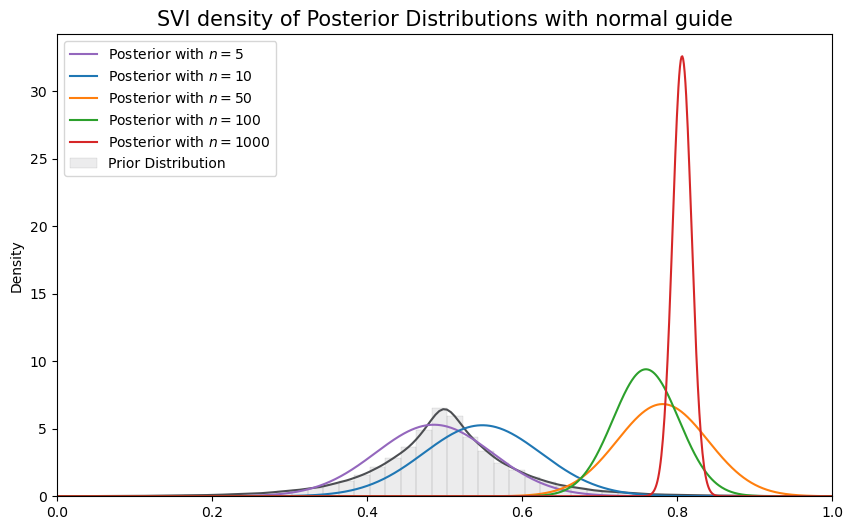 SVI density of Posterior Distributions with normal guide
Posterior with n = 5
Posterior with n = 10
Posterior with n = 50
Posterior with n = 100
Posterior with n = 1000
Prior Distribution
Density
30
25
20
15
10
5
0
0.0 0.2 0.4 0.6 0.8 1.0